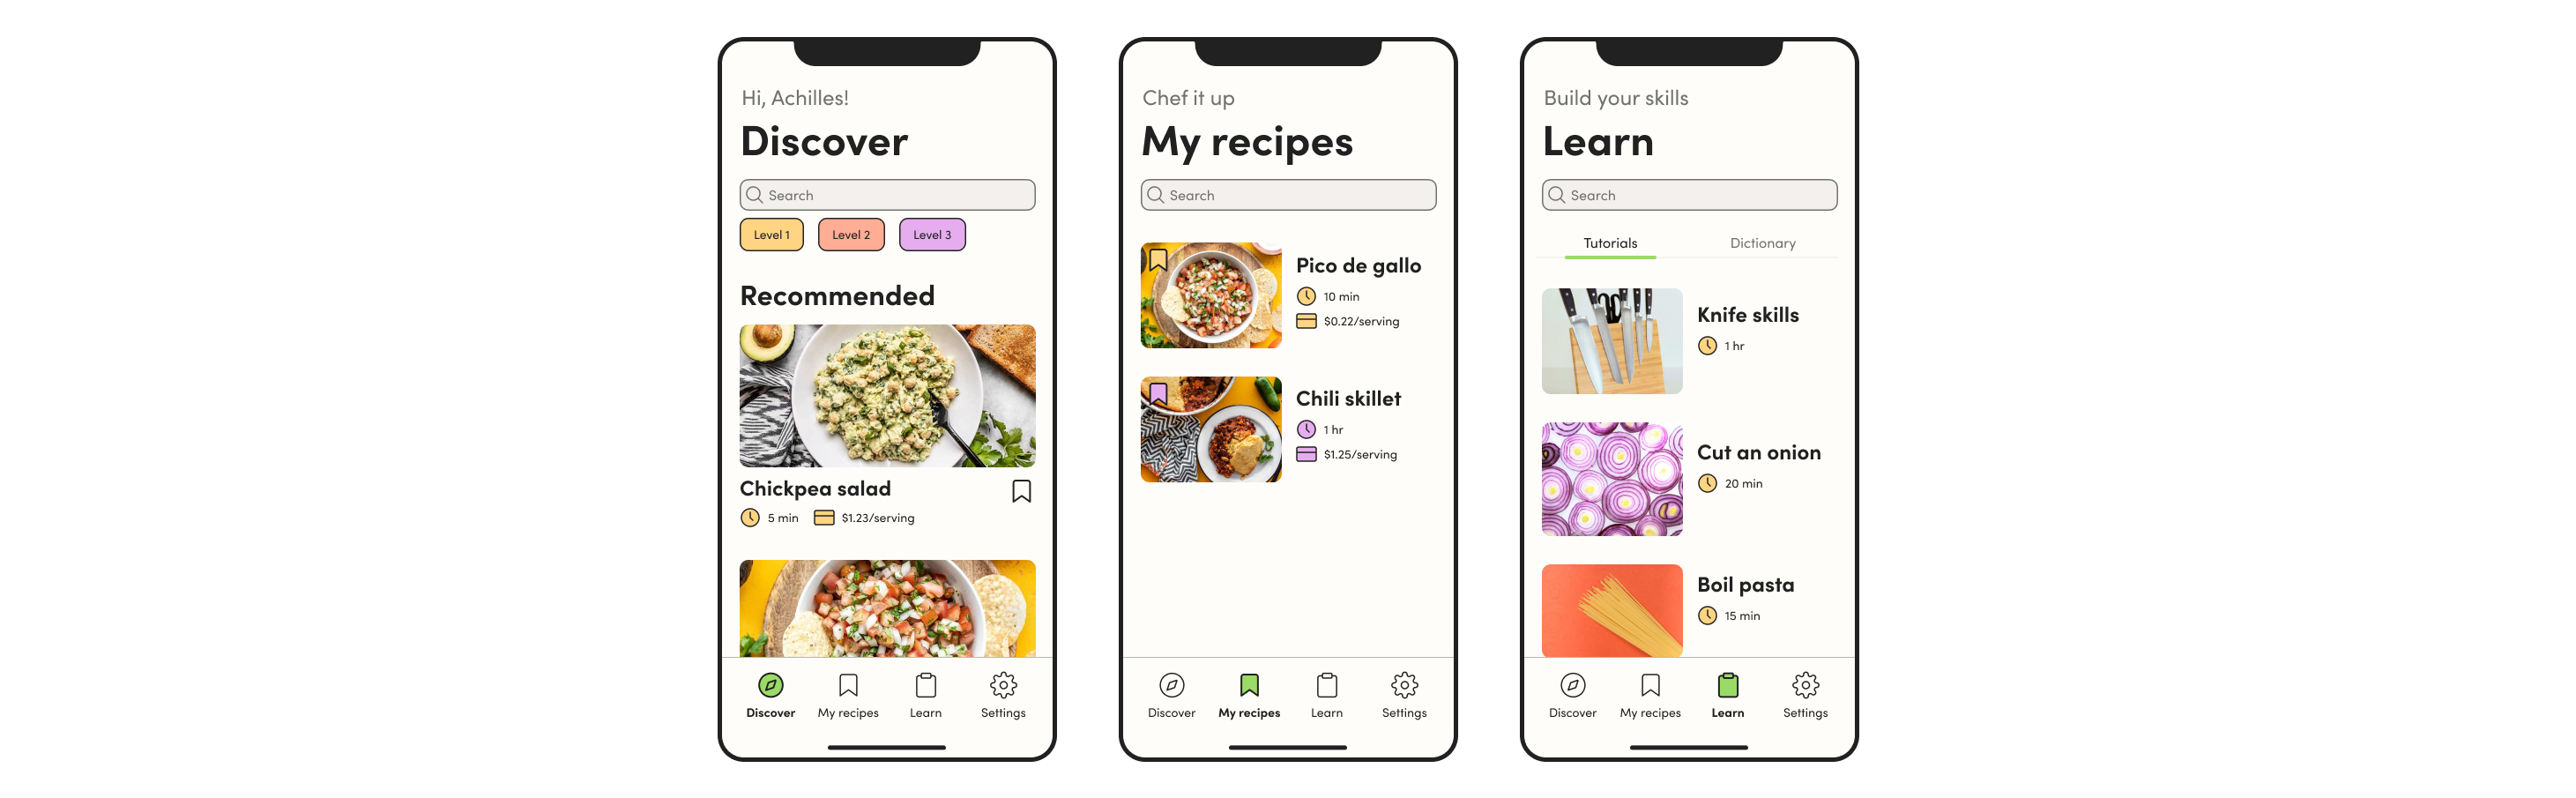 Hi, Achilles!
Discover
Search
Level 1 Level 2 Level 3
Recommended
Chickpea salad
5 min $1.23/serving
Discover My recipes Learn Settings
Chef it up
My recipes
Search
Pico de gallo
10 min
$0.22/serving
Chili skillet
1 hr
$1.25/serving
Discover My recipes Learn Settings
Build your skills
Learn
Search
Tutorials Dictionary
Knife skills
1 hr
Cut an onion
20 min
Boil pasta
15 min
Discover My recipes Learn Settings